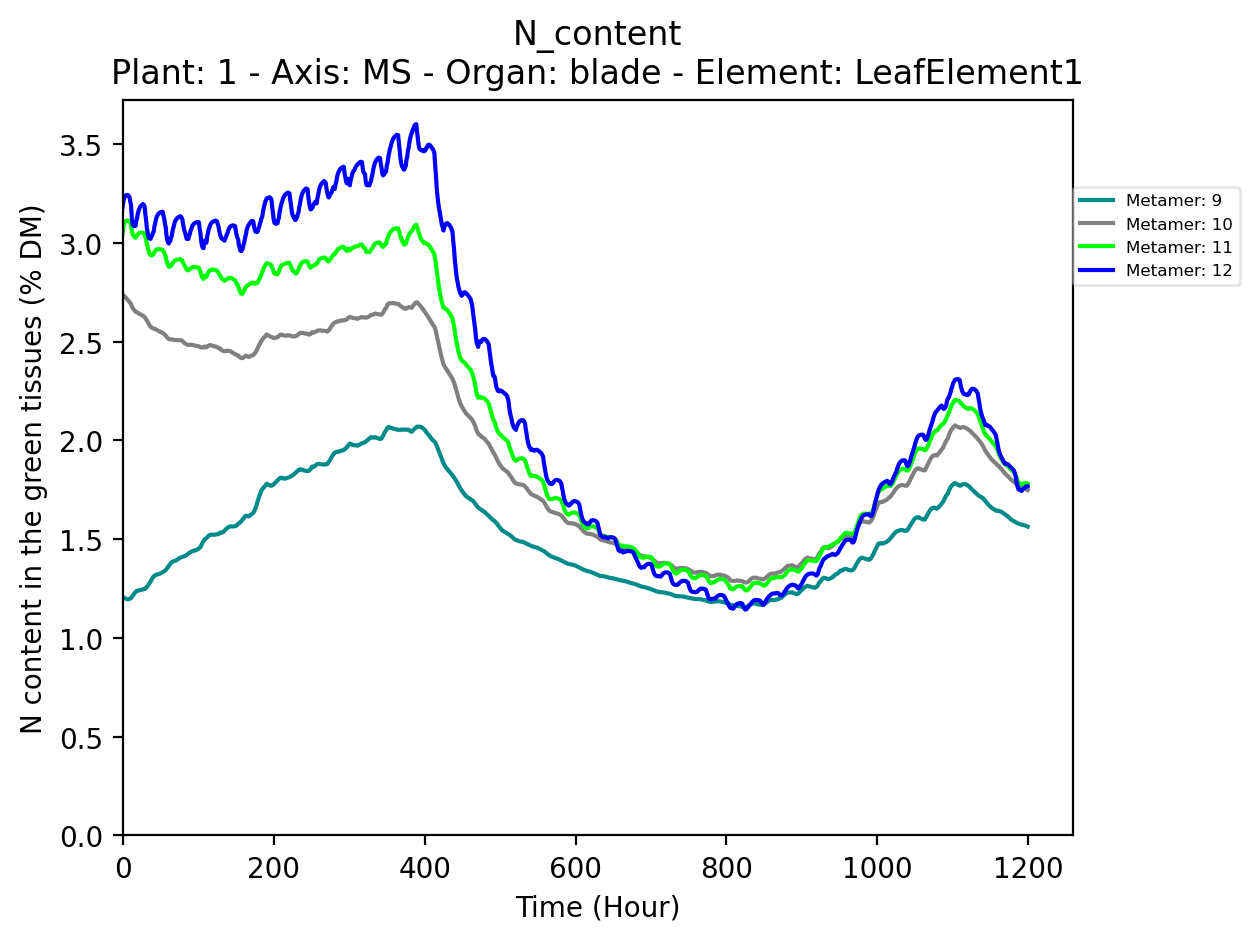 N_content
Plant: 1 - Axis: MS - Organ: blade - Element: LeafElement1
N content in the green tissues (% DM)
3.5
3.0
2.5
2.0
1.5
1.0
0.5
0.0
0
200
400
600
800
1000
1200
Time (Hour)
Metamer: 9
Metamer: 10
Metamer: 11
Metamer: 12